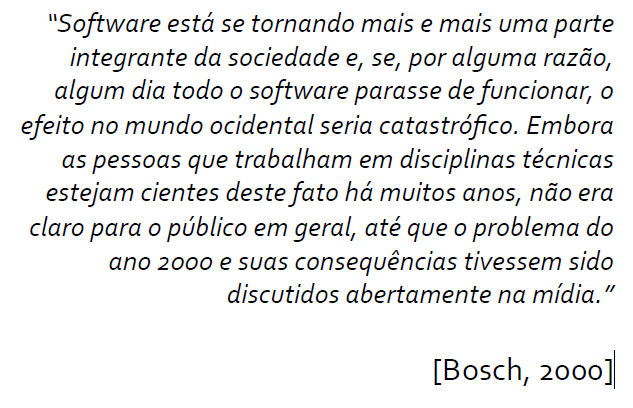 “Software está se tornando mais e mais uma parte
integrante da sociedade e, se, por alguma razão,
algum dia todo o software parasse de funcionar, o
efeito no mundo ocidental seria catastrófico. Embora
as pessoas que trabalham em disciplinas técnicas
estejam cientes deste fato há muitos anos, não era
claro para o público em geral, até que o problema do
ano 2000 e suas consequências tivessem sido
discutidos abertamente na mídia.”
[Bosch, 2000]